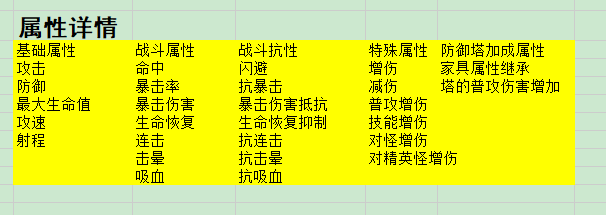 属性详情
基础属性 战斗属性 战斗抗性 特殊属性 防御塔加成属性
攻击 命中 闪避 增伤 家具属性继承
防御 暴击率 抗暴击 减伤 塔的普攻伤害增加
最大生命值 暴击伤害 暴击伤害抵抗 普攻增伤
攻速 生命恢复 生命恢复抑制 技能增伤
射程 连击 抗连击 对怪增伤
击晕 抗击晕 对精英怪增伤
吸血 抗吸血